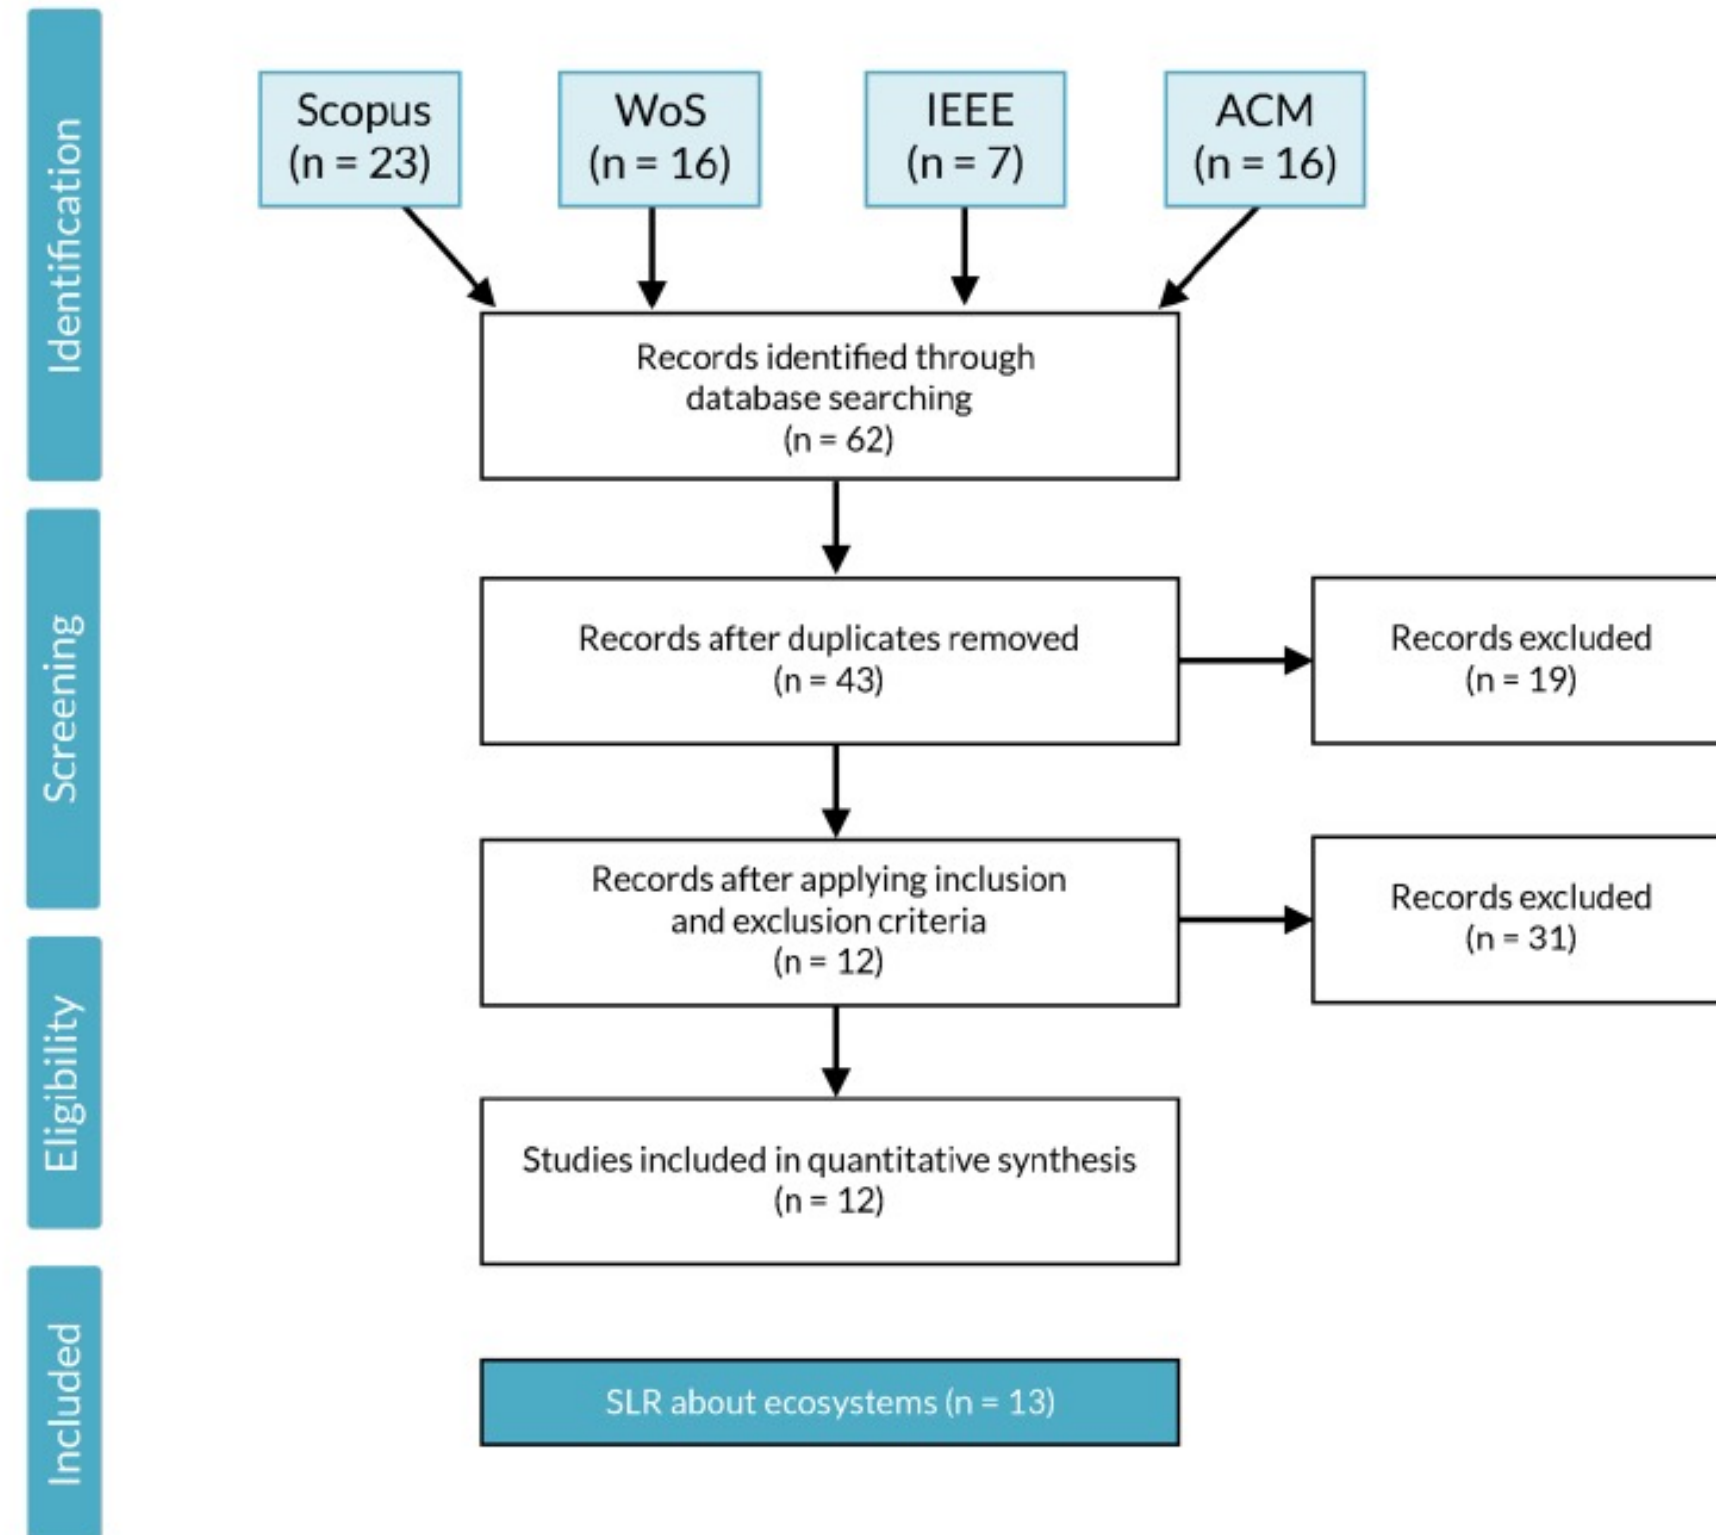 Identification
Scopus
(n = 23)
WoS
(n = 16)
IEEE
(n = 7)
ACM
(n = 16)
Records identified through
database searching
(n = 62)
Screening
Records after duplicates removed
(n = 43)
Records excluded
(n = 19)
Records after applying inclusion
and exclusion criteria
(n = 12)
Records excluded
(n = 31)
Eligibility
Studies included in quantitative synthesis
(n = 12)
Included
SLR about ecosystems (n = 13)